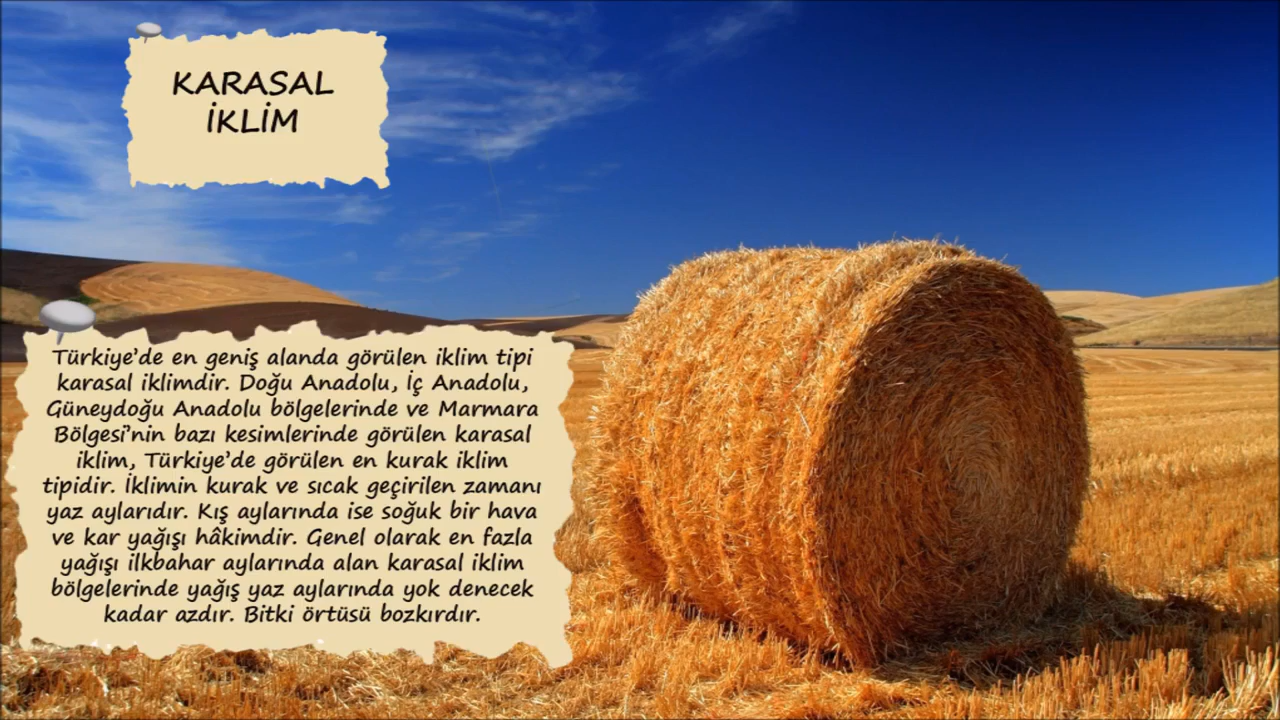 KARASAL
İKLİM
Türkiye'de en geniş alanda görülen iklim tipi
karasal iklimdir. Doğu Anadolu, İç Anadolu,
Güneydoğu Anadolu bölgelerinde ve Marmara
Bölgesi'nin bazı kesimlerinde görülen karasal
iklim, Türkiye'de görülen en kurak iklim
tipidir. İklimin kurak ve sıcak geçirilen zamanı
yaz aylarıdır. Kış aylarında ise soğuk bir hava
ve kar yağışı hâkimdir. Genel olarak en fazla
yağışı ilkbahar aylarında alan karasal iklim
bölgelerinde yağış yaz aylarında yok denecek
kadar azdır. Bitki örtüsü bozkırdır.